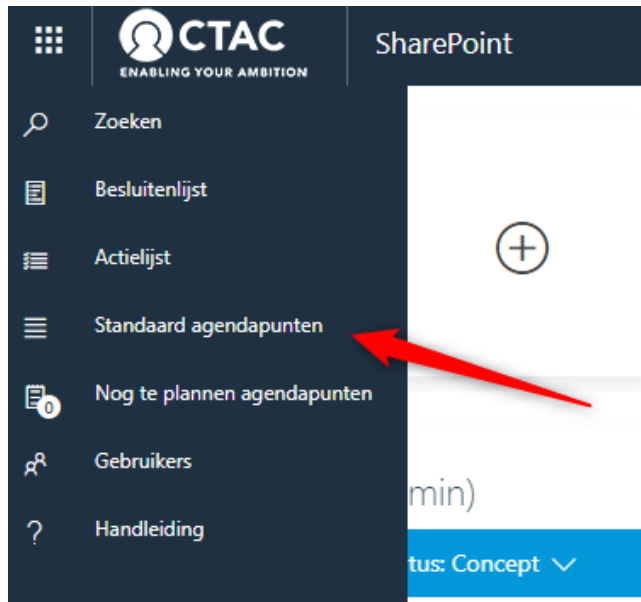 CTAC
ENABLING YOUR AMBITION
SharePoint
Zoeken
Besluitenlijst
Actielijst
Standaard agendapunten
Nog te plannen agendapunten
0
Gebruikers
min)
Handleiding
tus: Concept